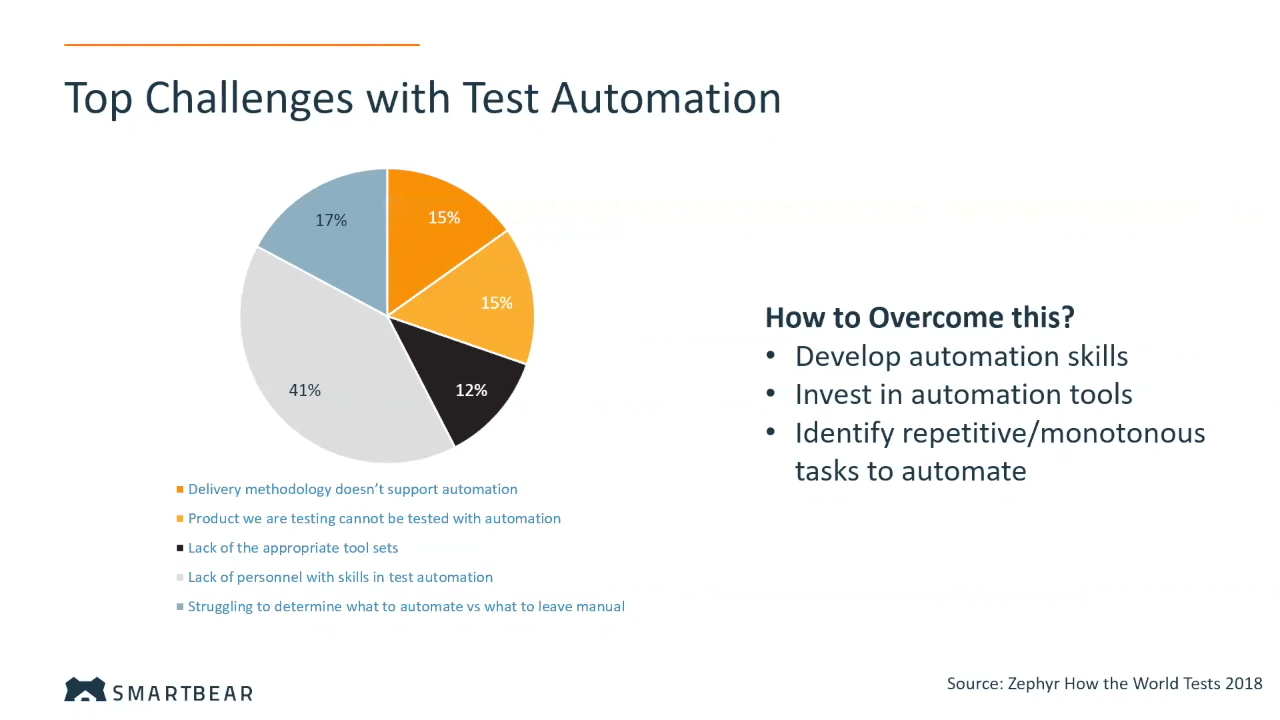 Top Challenges with Test Automation
17%
15%
15%
41%
12%
Delivery methodology doesn’t support automation
Product we are testing cannot be tested with automation
Lack of the appropriate tool sets
Lack of personnel with skills in test automation
Struggling to determine what to automate vs what to leave manual
How to Overcome this?
• Develop automation skills
• Invest in automation tools
• Identify repetitive/monotonous
tasks to automate
SMARTBEAR
Source: Zephyr How the World Tests 2018